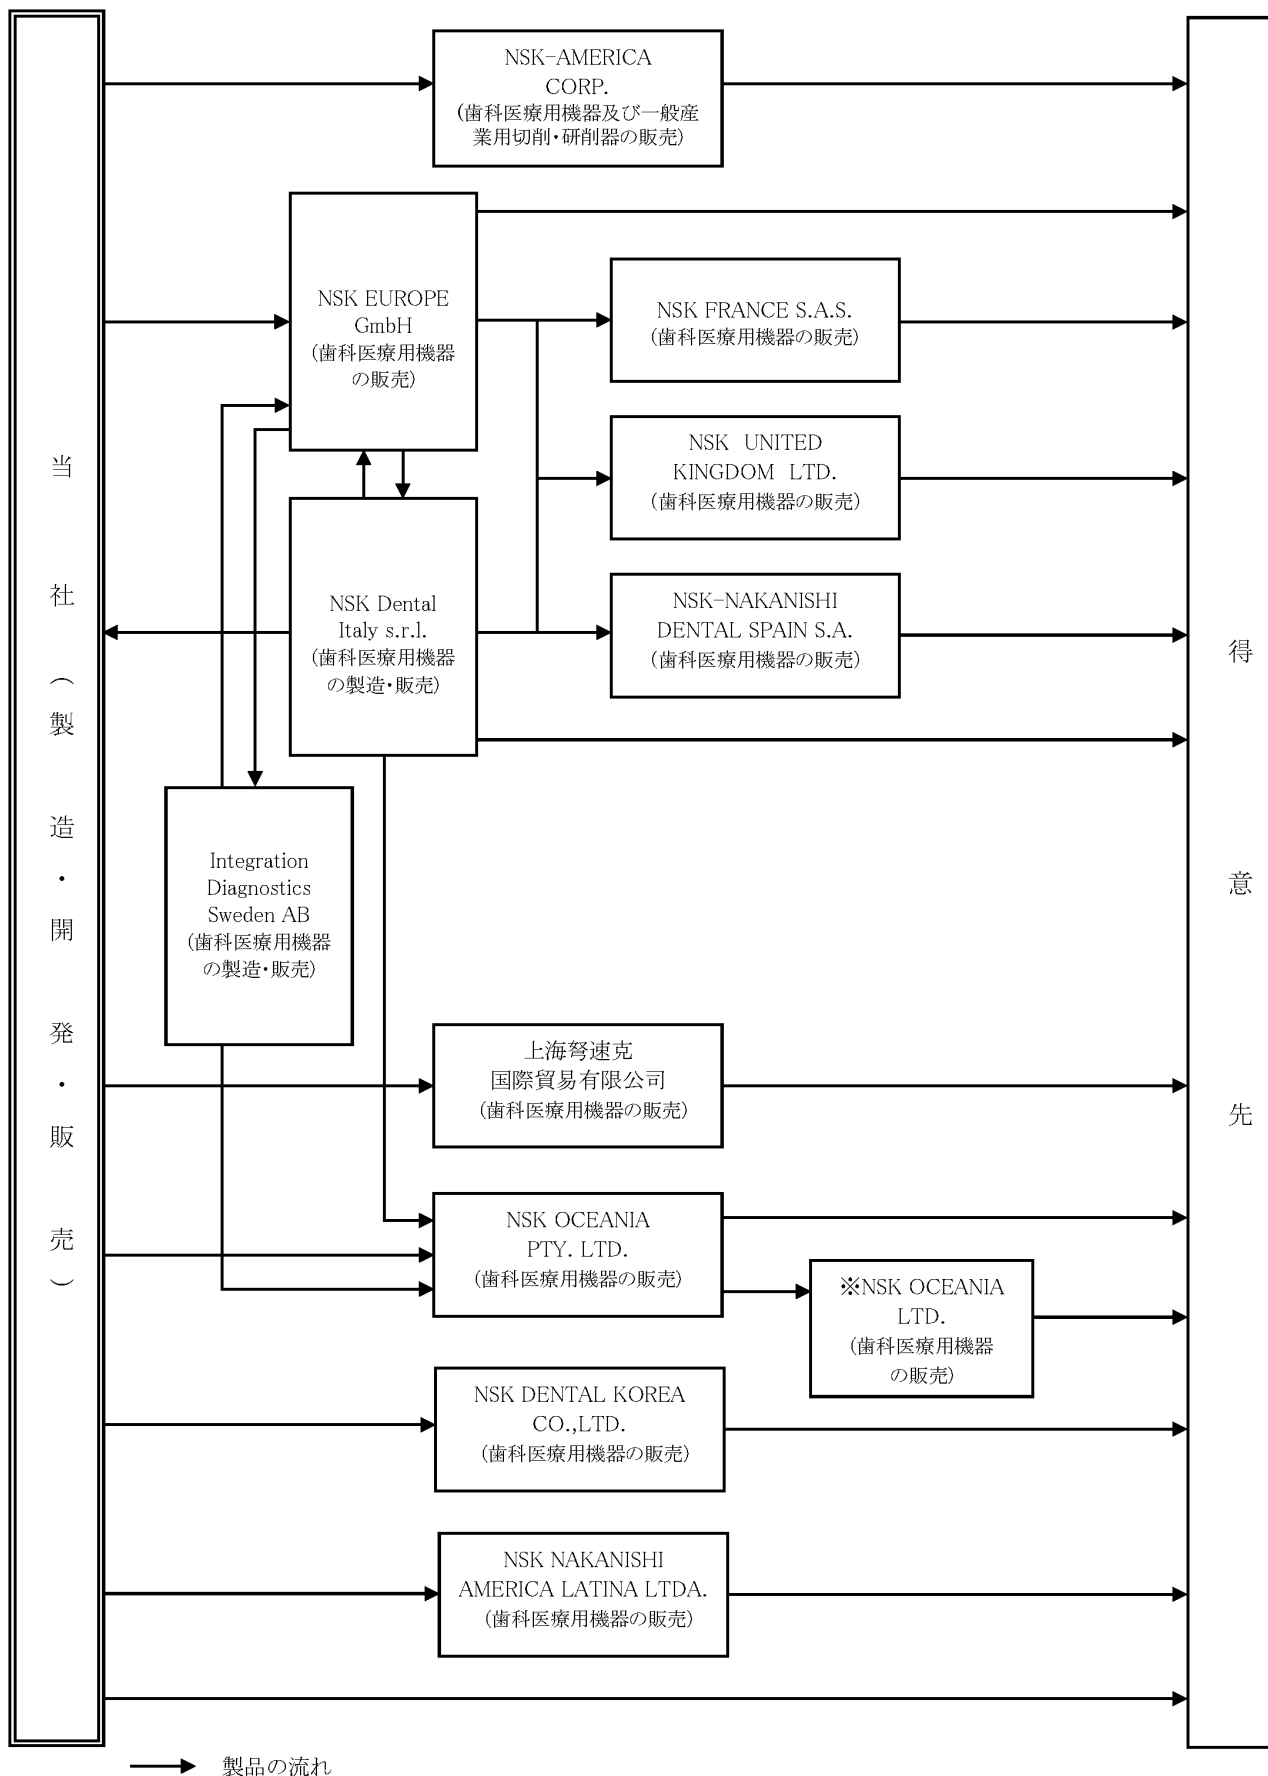 当社（製造・開発・販売）
NSK-AMERICA
CORP.
(歯科医療用機器及び一般産
業用切削・研削器の販売)
NSK EUROPE
GmbH
(歯科医療用機器
の販売)
NSK FRANCE S.A.S.
(歯科医療用機器の販売)
NSK UNITED
KINGDOM LTD.
(歯科医療用機器の販売)
NSK Dental
Italy s.r.l.
(歯科医療用機器
の製造・販売)
NSK-NAKANISHI
DENTAL SPAIN S.A.
(歯科医療用機器の販売)
Integration
Diagnostics
Sweden AB
(歯科医療用機器
の製造・販売)
上海弩速克
国際貿易有限公司
(歯科医療用機器の販売)
NSK OCEANIA
PTY. LTD.
(歯科医療用機器の販売)
※NSK OCEANIA
LTD.
(歯科医療用機器
の販売)
NSK DENTAL KOREA
CO.,LTD.
(歯科医療用機器の販売)
NSK NAKANISHI
AMERICA LATINA LTDA.
(歯科医療用機器の販売)
得意先
製品の流れ